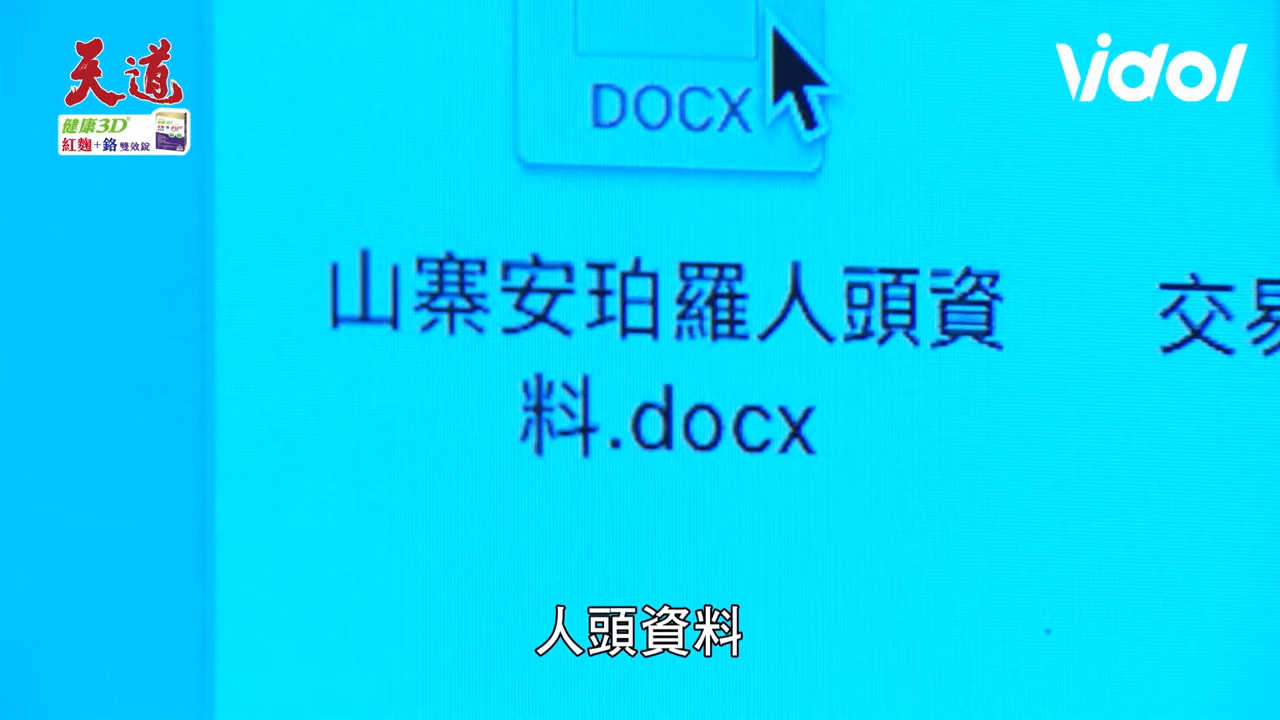 天道
健康3D®
紅麴+鉻 雙效錠
Vidol
DOCX
山寨安珀羅人頭資
料.docx
交易
人頭資料